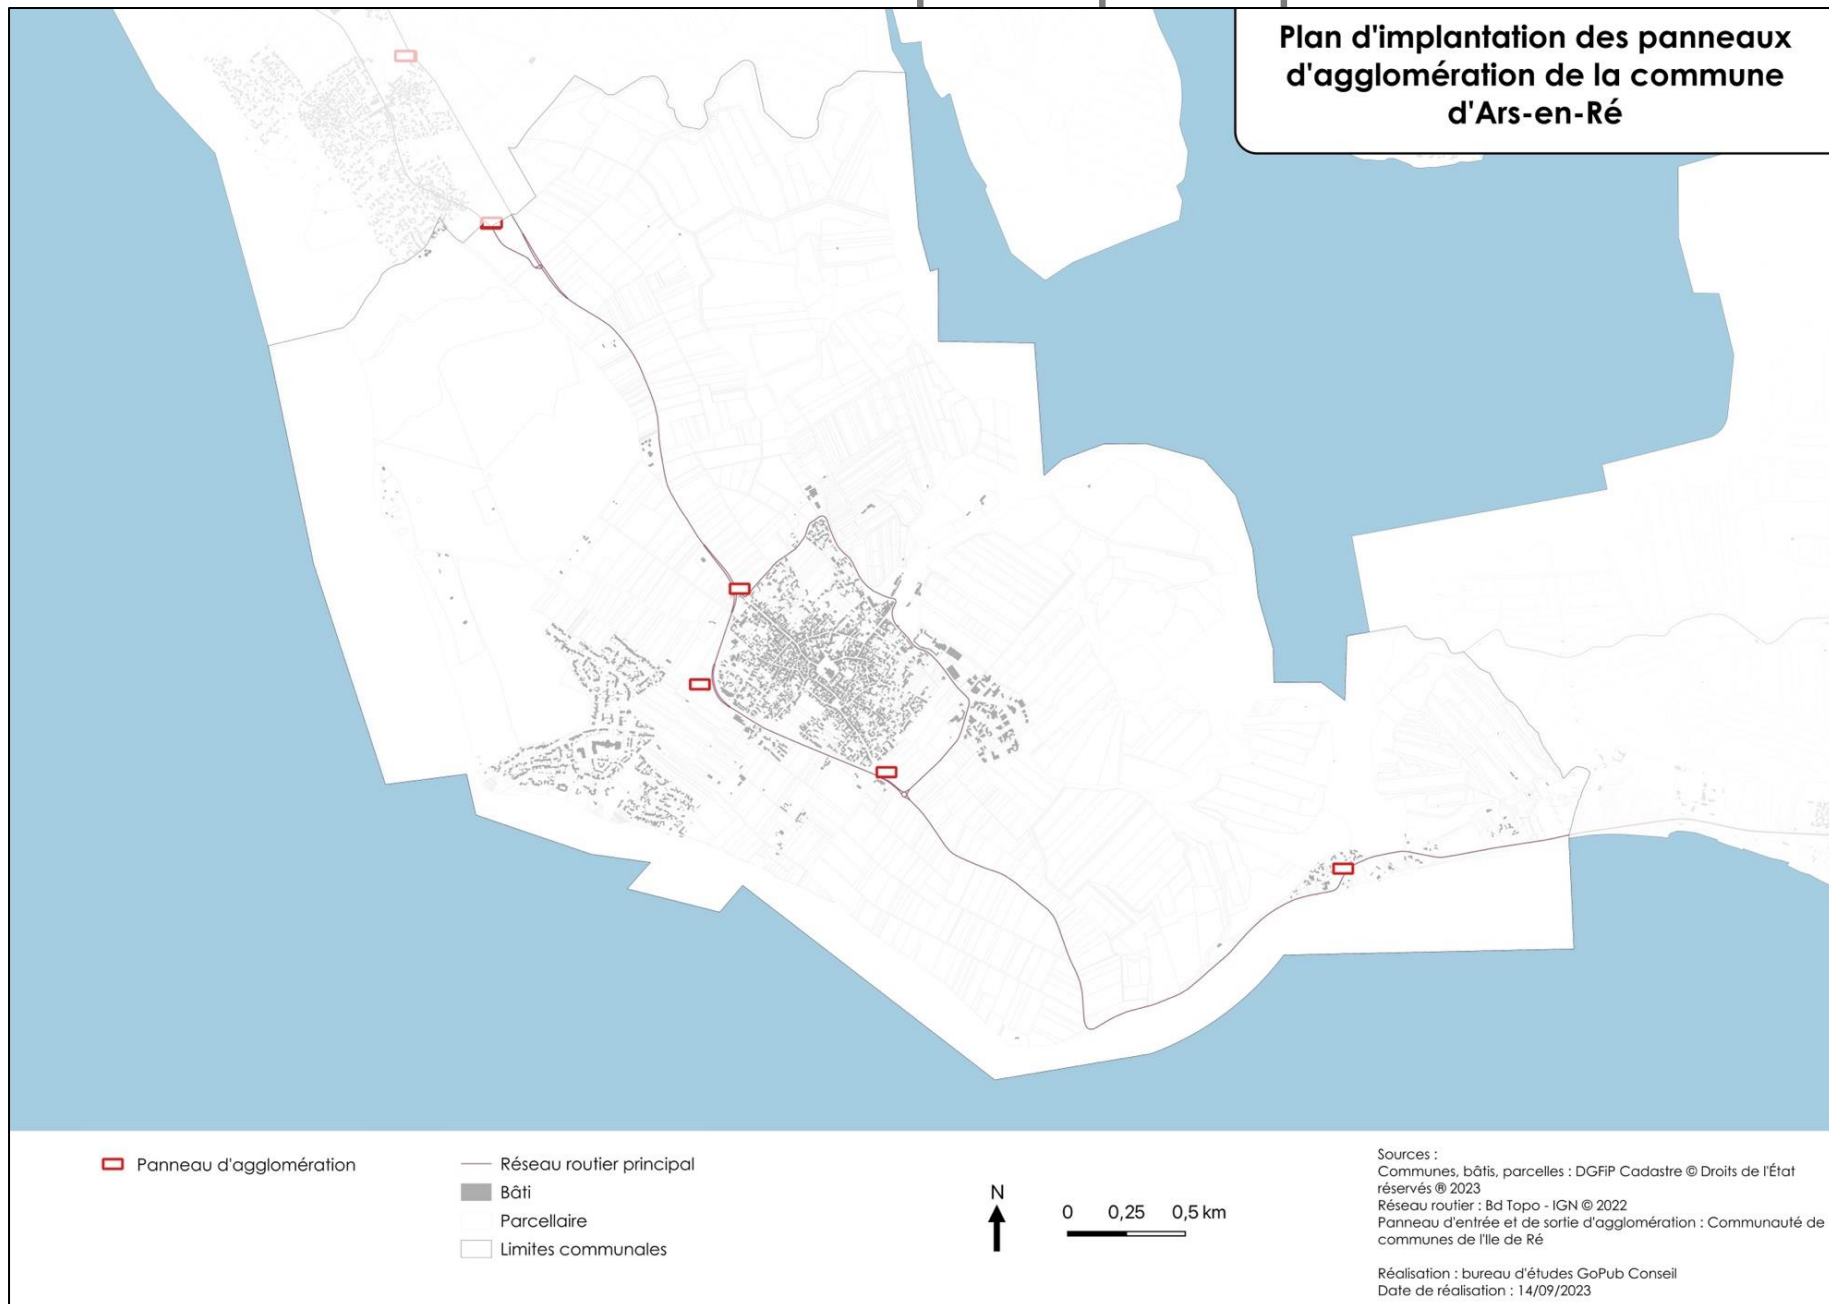 Plan d'implantation des panneaux
d'agglomération de la commune
d'Ars-en-Ré
Panneau d'agglomération
Réseau routier principal
Bâti
Parcellaire
Limites communales
N
0 0,25 0,5 km
Sources :
Communes, bâtis, parcelles : DGFiP Cadastre © Droits de l'État
réservés ® 2023
Réseau routier : Bd Topo - IGN © 2022
Panneau d'entrée et de sortie d'agglomération : Communauté de
communes de l'Ile de Ré
Réalisation : bureau d'études GoPub Conseil
Date de réalisation : 14/09/2023